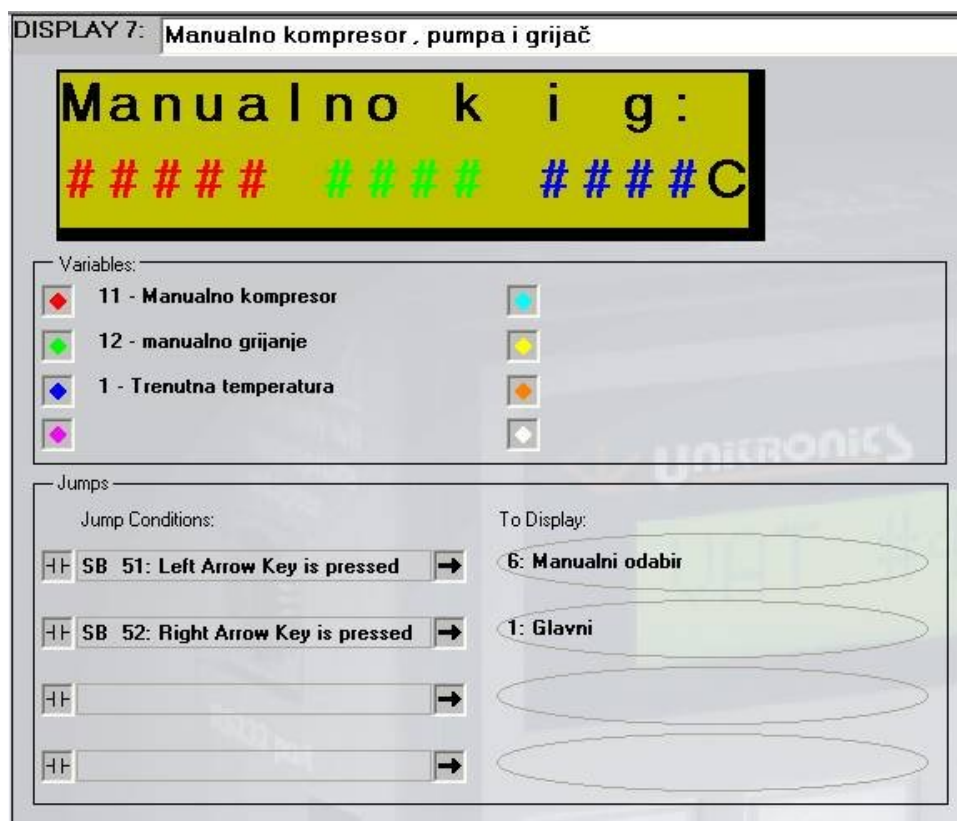 DISPLAY 7: Manualno kompresor , pumpa i grijač
Manualno k i g:
##### #### ####C
Variables:
11 - Manualno kompresor
12 - manualno grijanje
1 - Trenutna temperatura
UNITRONICS
Jumps
Jump Conditions: To Display:
SB 51: Left Arrow Key is pressed 6: Manualni odabir
SB 52: Right Arrow Key is pressed 1: Glavni